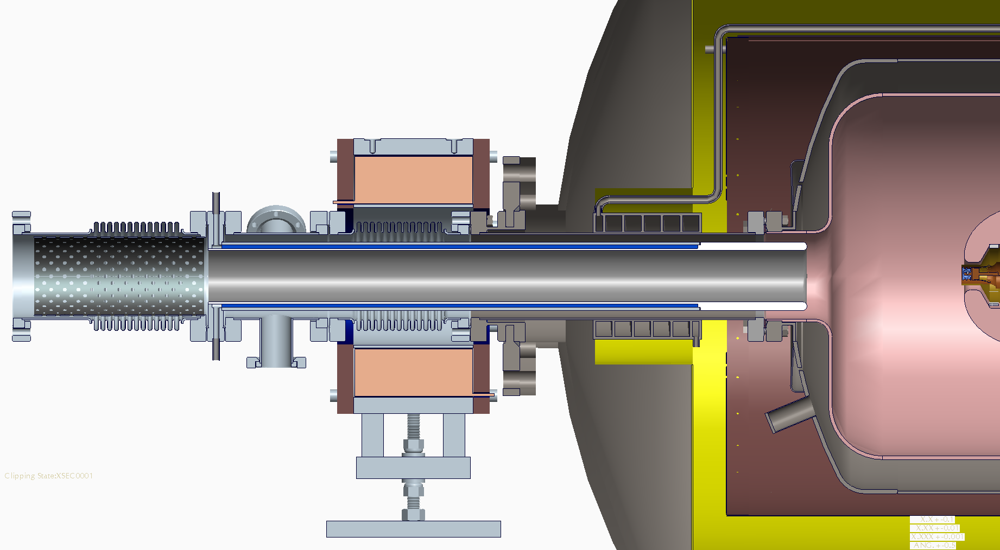 Clipping State:XSEC0001
X.X +-0.1
X.XX +-0.01
X.XXX +-0.001
ANG. +-0.5